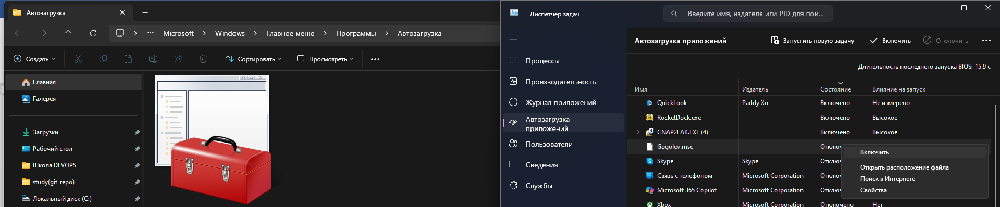 Автозагрузка
Microsoft
Windows
Главное меню
Программы
Автозагрузка
Создать
Сортировать
Просмотреть
Главная
Галерея
Загрузки
Рабочий стол
Школа DEVOPS
study(git_repo)
Локальный диск (C:)
Диспетчер задач
Введите имя, издателя или PID для пои...
Процессы
Производительность
Журнал приложений
Автозагрузка
приложений
Пользователи
Сведения
Службы
Автозагрузка приложений
Запустить новую задачу
Включить
Отключить
Длительность последнего запуска BIOS: 15.9 с
Имя Издатель Состояние Влияние на запуск
QuickLook Paddy Xu Включено Не измерено
RocketDock.exe Включено Высокое
CNAP2LAK.EXE (4) Включено Высокое
Gogolev.msc Отключ
Skype Skype Отключ
Связь с телефоном Microsoft Corporation Отключ
Microsoft 365 Copilot Microsoft Corporation Отключ
Xbox Microsoft Corporation Отключено Нет
Включить
Открыть расположение файла
Поиск в Интернете
Свойства